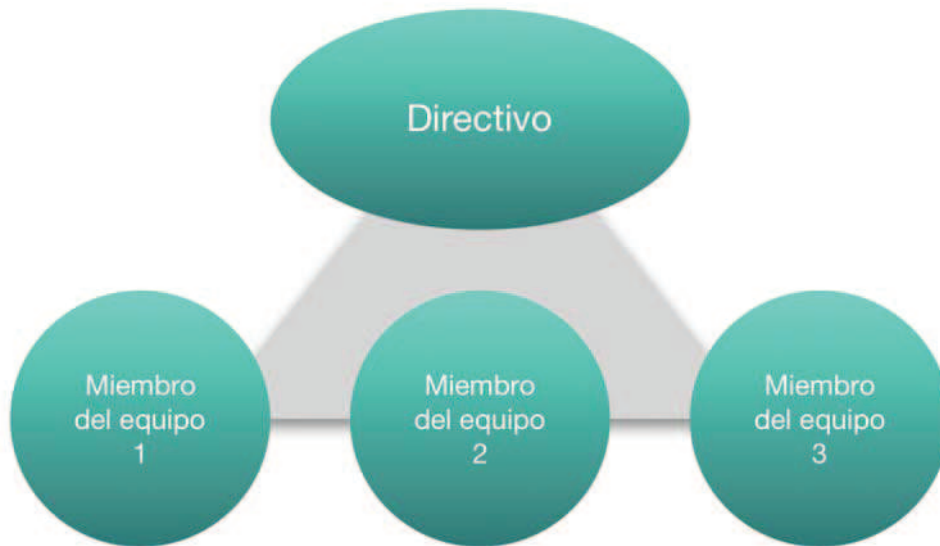 Directivo
Miembro
del equipo
1
Miembro
del equipo
2
Miembro
del equipo
3